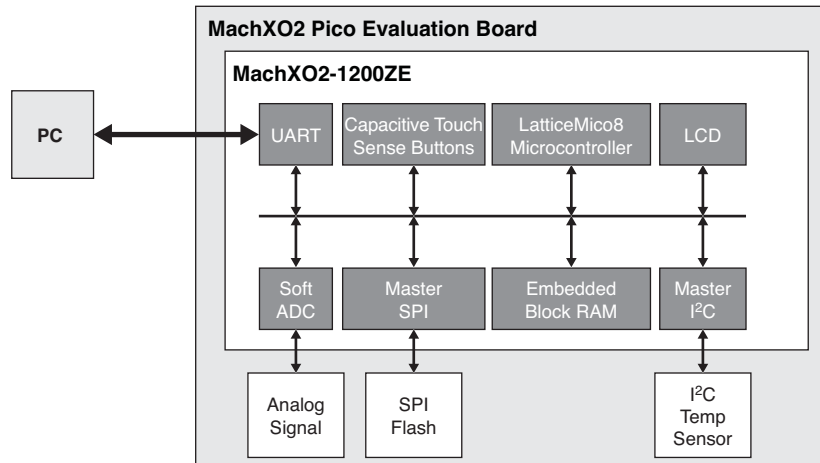 MachXO2 Pico Evaluation Board
MachXO2-1200ZE
PC
UART
Capacitive Touch
Sense Buttons
LatticeMico8
Microcontroller
LCD
Soft
ADC
Master
SPI
Embedded
Block RAM
Master
I²C
Analog
Signal
SPI
Flash
I²C
Temp
Sensor